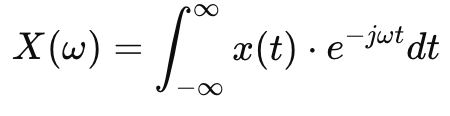 X(ω) = ∫_{-∞}^{∞} x(t) · e^{-jωt} dt